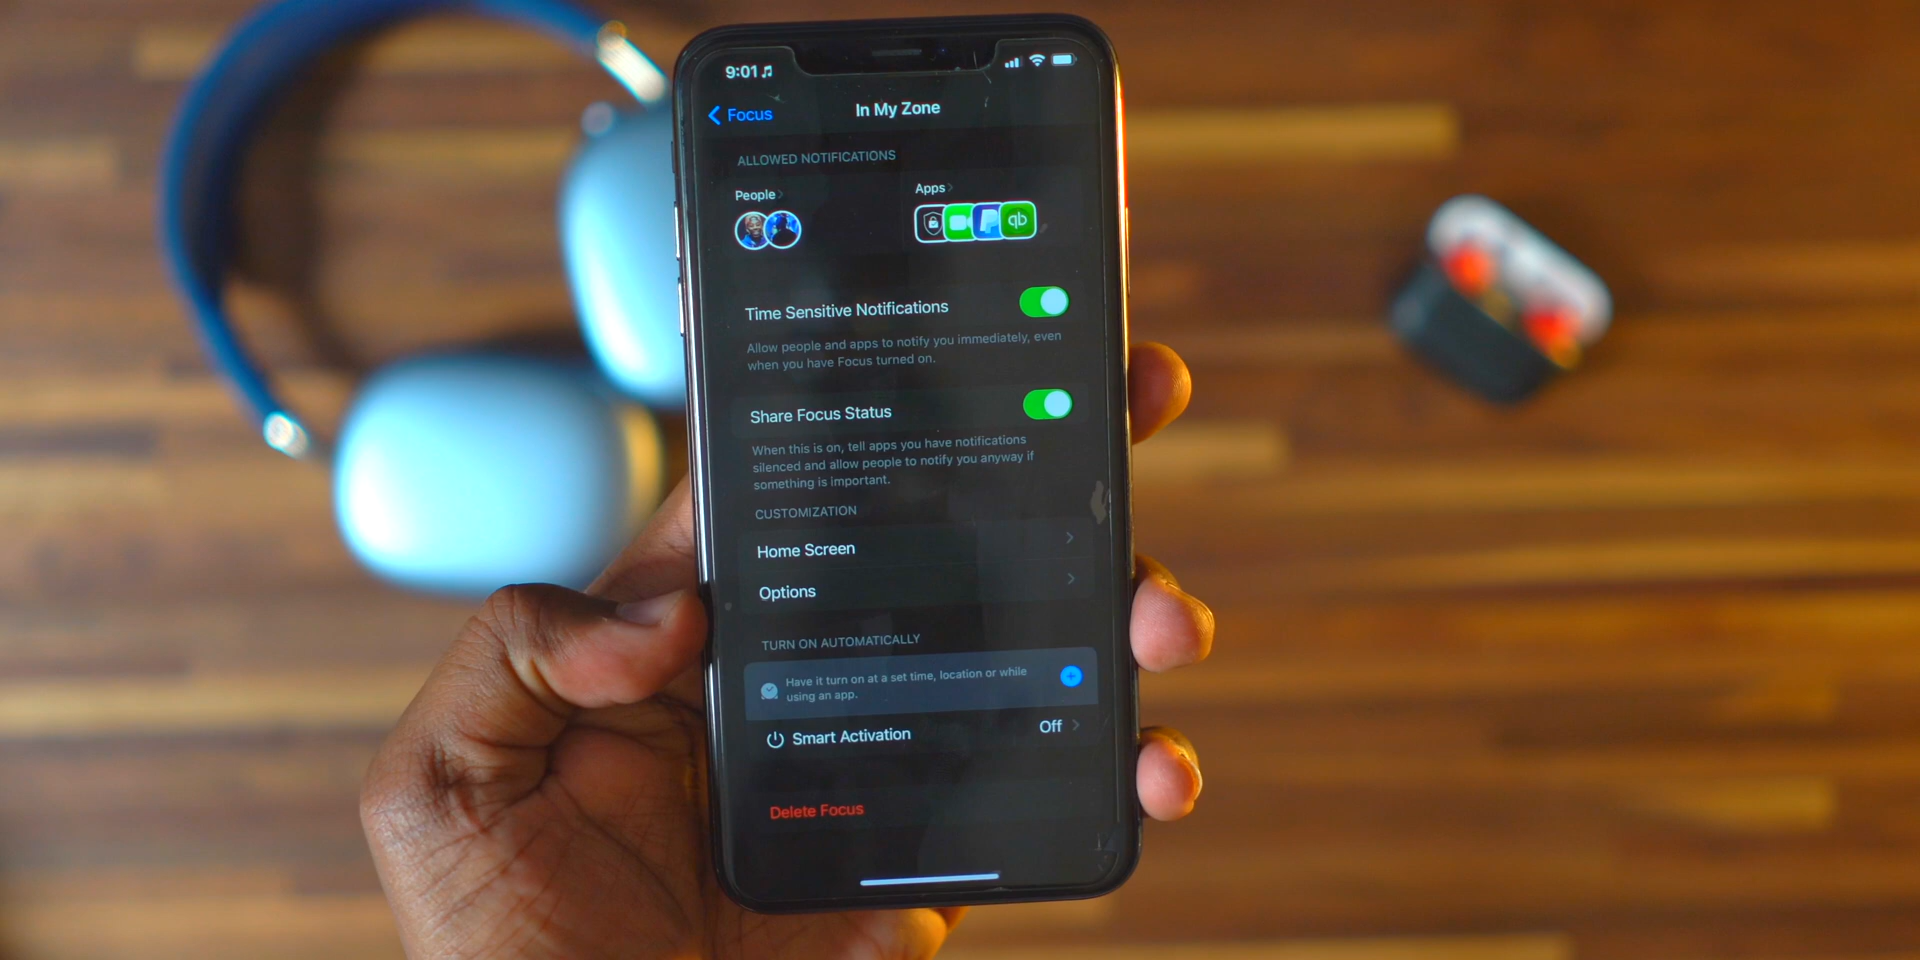 9:01
Focus
In My Zone
ALLOWED NOTIFICATIONS
People
Apps
qb
Time Sensitive Notifications
Allow people and apps to notify you immediately, even
when you have Focus turned on.
Share Focus Status
When this is on, tell apps you have notifications
silenced and allow people to notify you anyway if
something is important.
CUSTOMIZATION
Home Screen
Options
TURN ON AUTOMATICALLY
Have it turn on at a set time, location or while
using an app.
Smart Activation
Off
Delete Focus